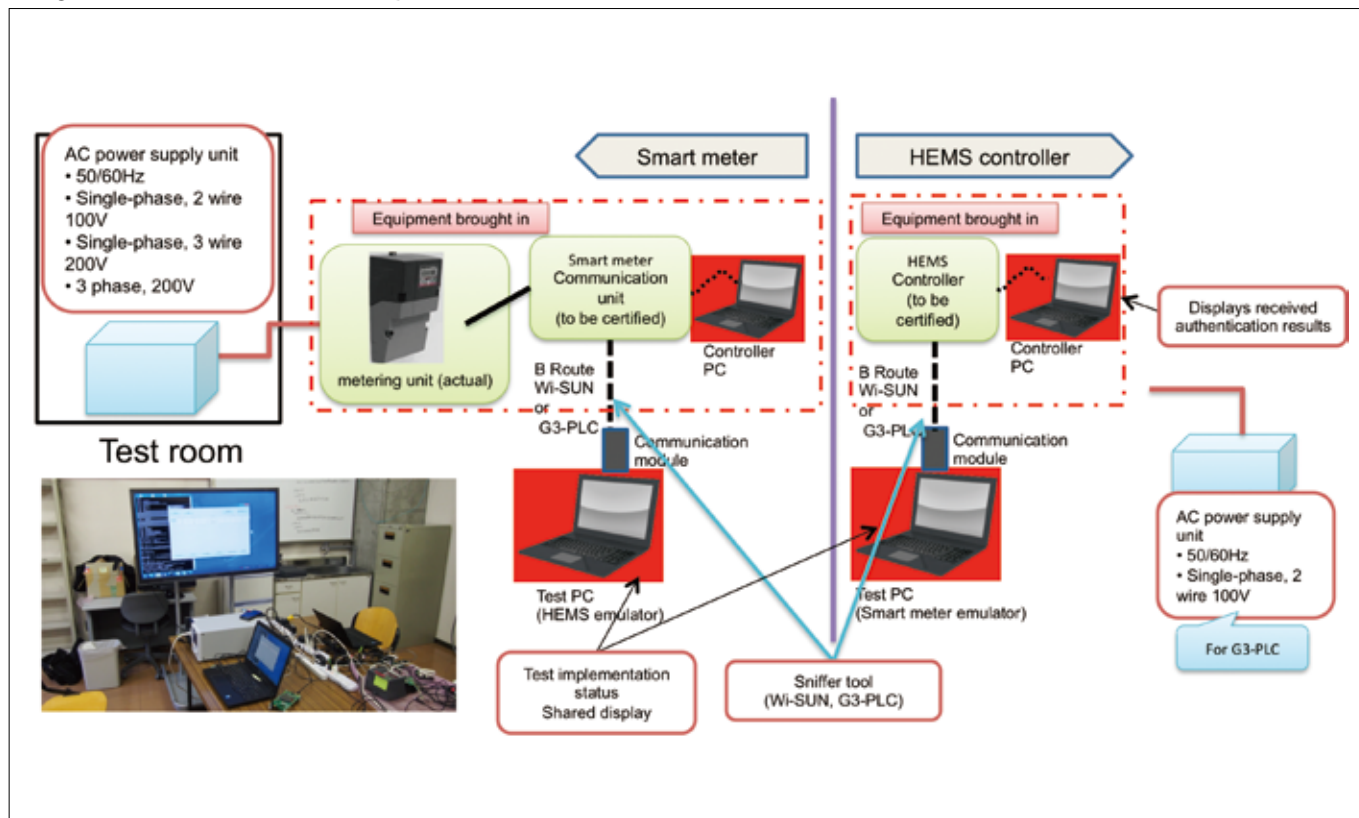 Smart meter
HEMS controller
AC power supply unit
• 50/60Hz
• Single-phase, 2 wire
100V
• Single-phase, 3 wire
200V
• 3 phase, 200V
Test room
Equipment brought in
metering unit (actual)
Smart meter
Communication
unit
(to be certified)
Controller
PC
B Route
Wi-SUN
or
G3-PLC
Communication
module
Test PC
(HEMS emulator)
Equipment brought in
HEMS
Controller
(to be
certified)
Controller
PC
Displays received
authentication results
B Route
Wi-SUN
or
G3-PLC
Communication
module
Test PC
(Smart meter emulator)
AC power supply
unit
• 50/60Hz
• Single-phase, 2
wire 100V
For G3-PLC
Test implementation
status
Shared display
Sniffer tool
(Wi-SUN, G3-PLC)